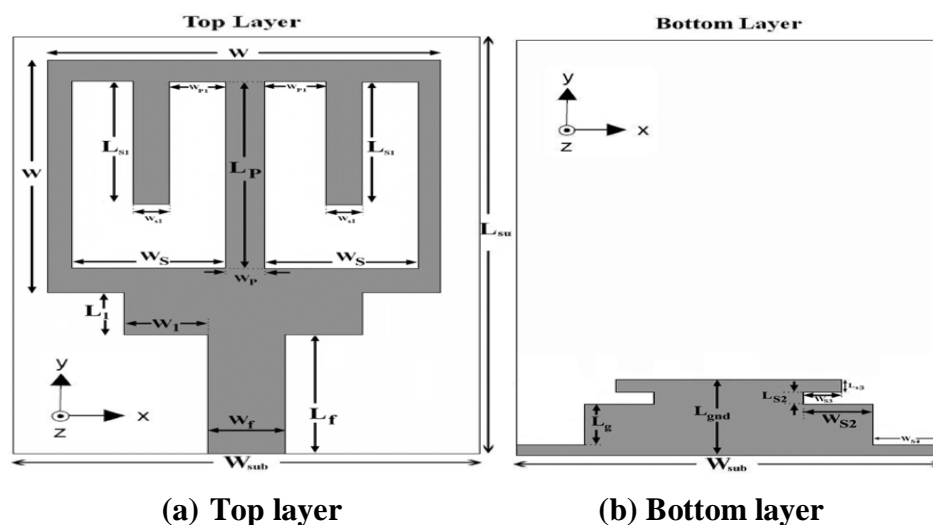 Top Layer
Bottom Layer
W
W_P1
W_P1
L_S1
L_P
L_S1
W
W_s1
W_s1
L_su
W_S
W_S
W_P
L_1
W_1
y
x
z
W_f
L_f
W_sub
y
x
z
L_s3
L_S2
W_S3
L_g
L_gnd
W_S2
W_S4
W_sub
(a) Top layer
(b) Bottom layer